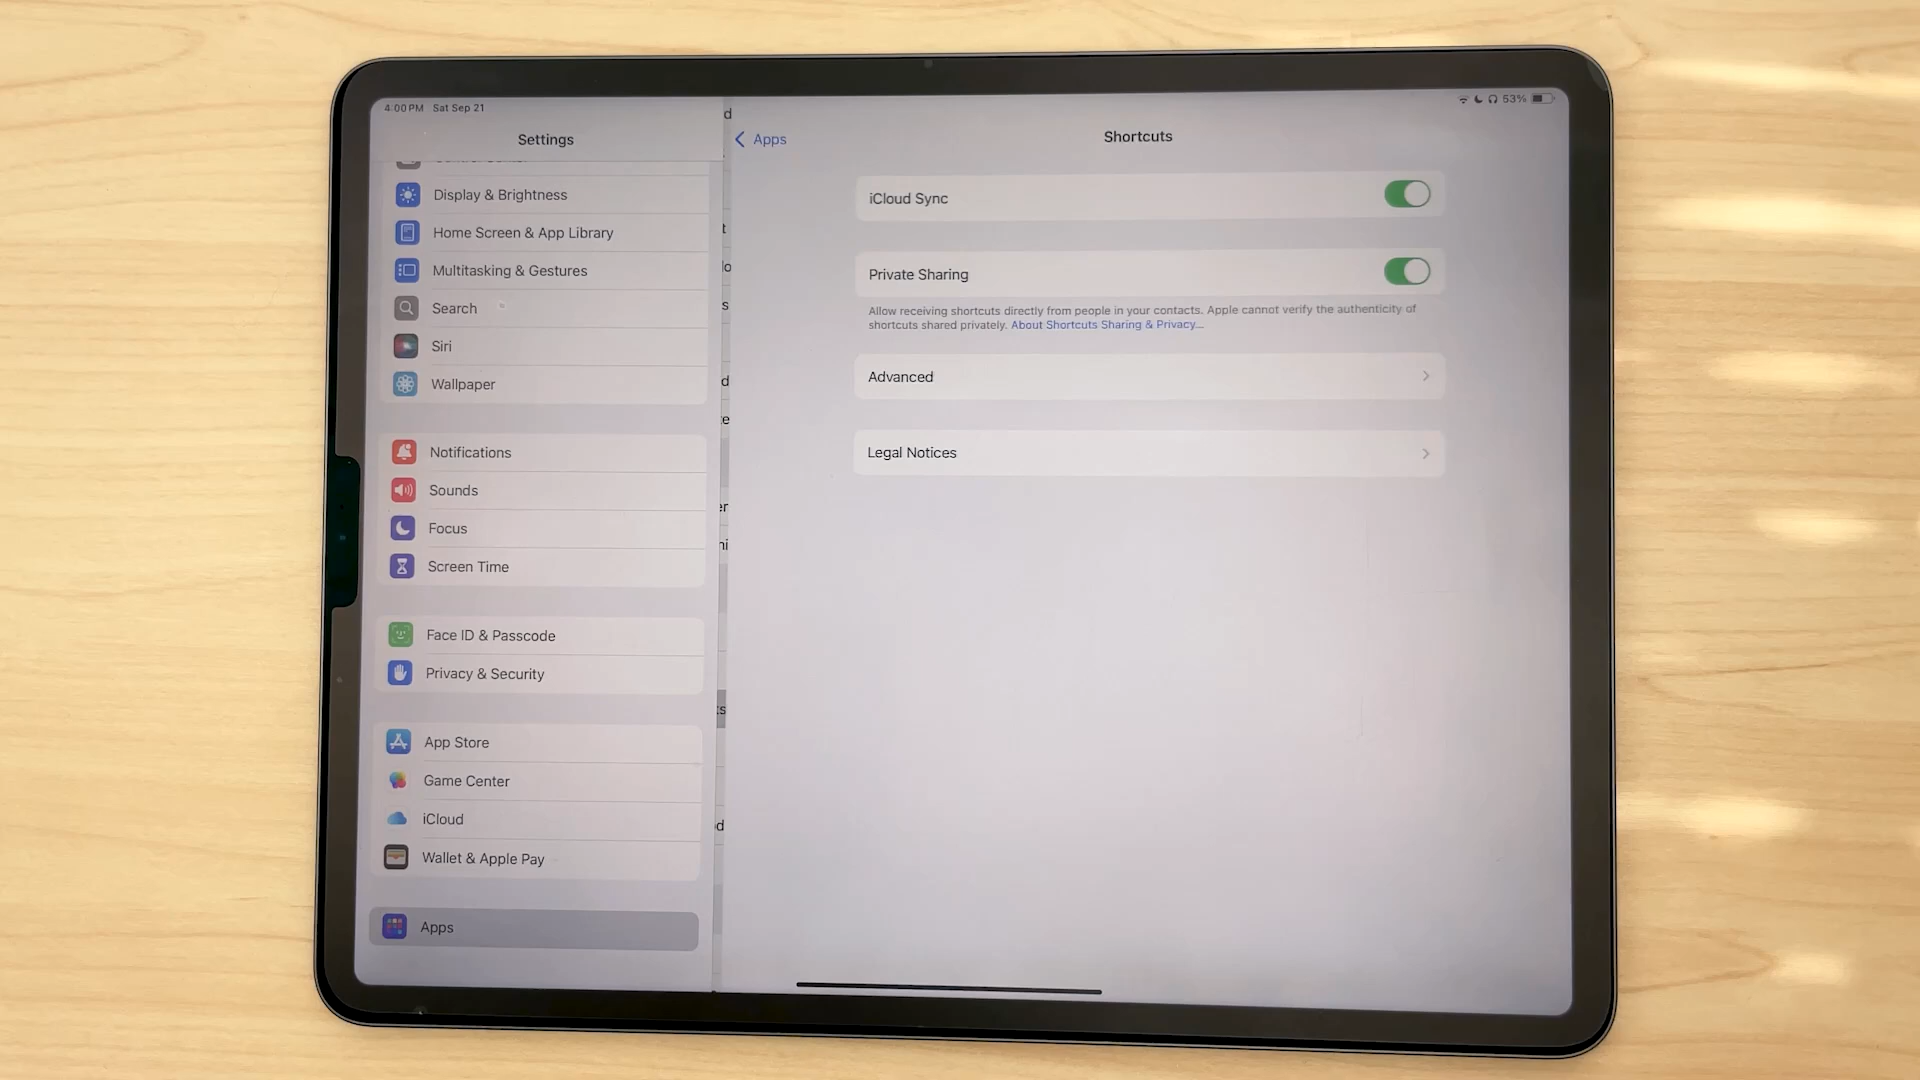 4:00 PM Sat Sep 21
53%
Settings
Display & Brightness
Home Screen & App Library
Multitasking & Gestures
Search
Siri
Wallpaper
Notifications
Sounds
Focus
Screen Time
Face ID & Passcode
Privacy & Security
App Store
Game Center
iCloud
Wallet & Apple Pay
Apps
Apps
Shortcuts
iCloud Sync
Private Sharing
Allow receiving shortcuts directly from people in your contacts. Apple cannot verify the authenticity of
shortcuts shared privately. About Shortcuts Sharing & Privacy...
Advanced
Legal Notices